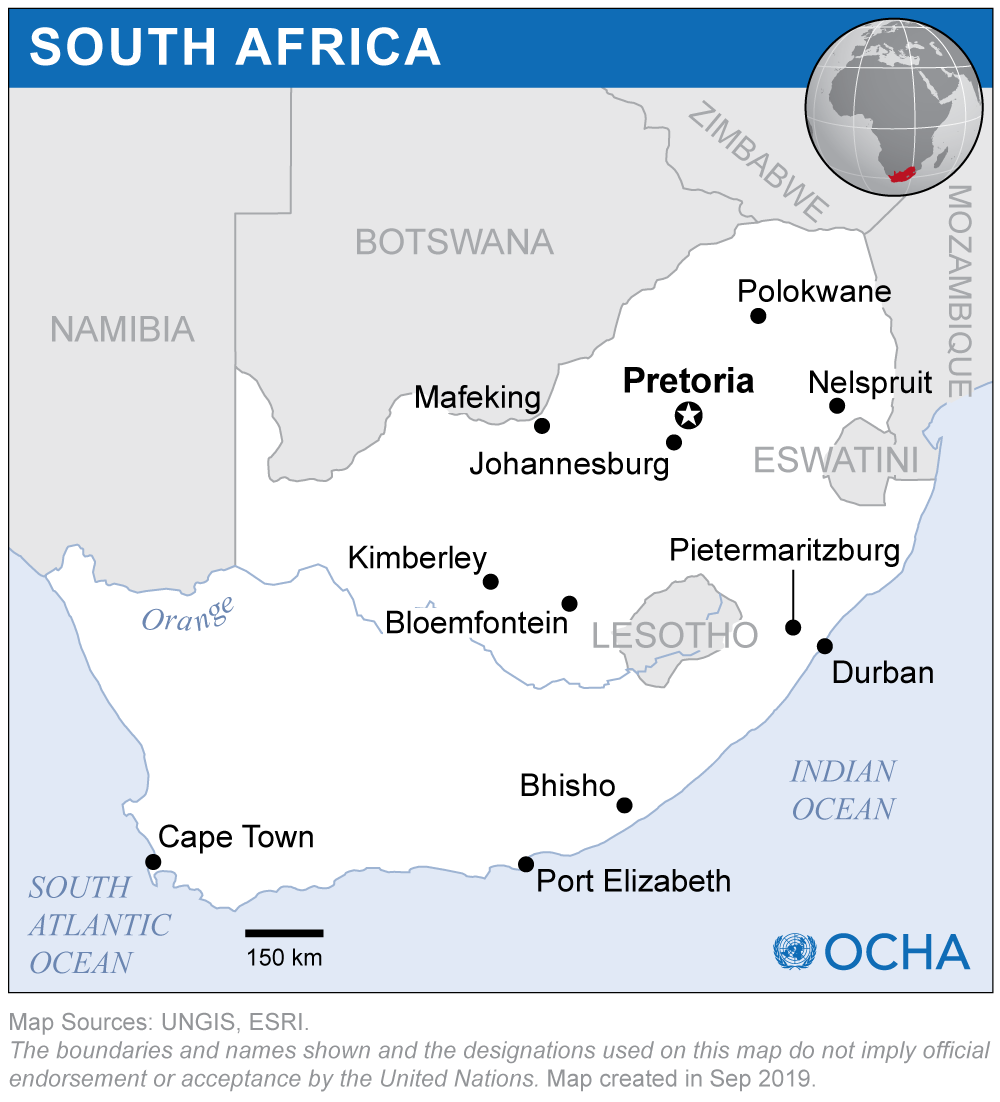 SOUTH AFRICA
ZIMBABWE
MOZAMBIQUE
BOTSWANA
NAMIBIA
Polokwane
Pretoria
Nelspruit
Mafeking
Johannesburg
ESWATINI
Pietermaritzburg
Kimberley
Orange
Bloemfontein
LESOTHO
Durban
INDIAN
OCEAN
Bhisho
Cape Town
Port Elizabeth
SOUTH
ATLANTIC
OCEAN
150 km
OCHA
Map Sources: UNGIS, ESRI.
The boundaries and names shown and the designations used on this map do not imply official
endorsement or acceptance by the United Nations. Map created in Sep 2019.